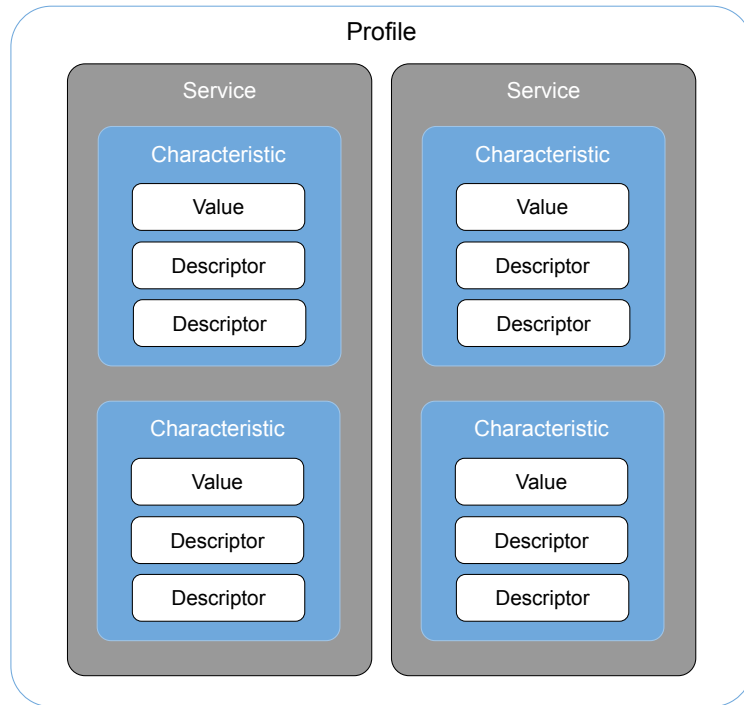 Profile
Service
Characteristic
Value
Descriptor
Descriptor
Characteristic
Value
Descriptor
Descriptor
Service
Characteristic
Value
Descriptor
Descriptor
Characteristic
Value
Descriptor
Descriptor